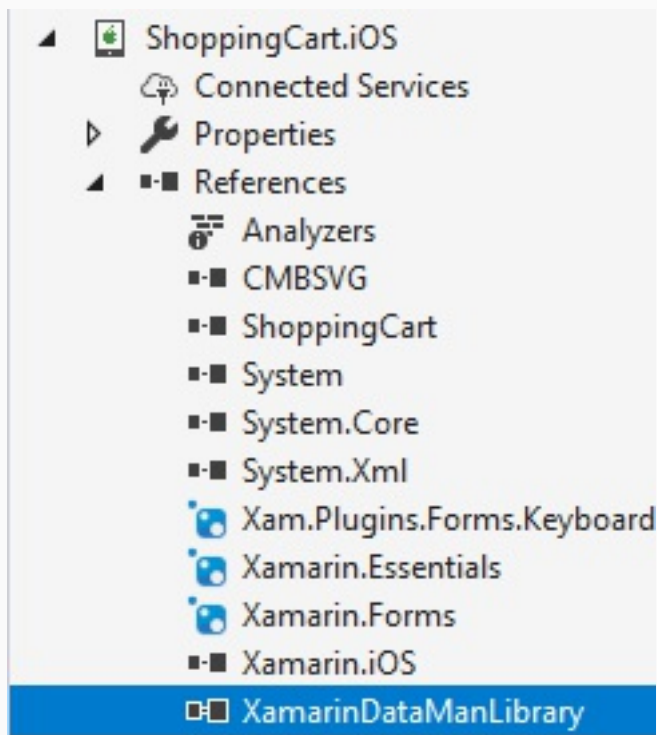 ShoppingCart.iOS
Connected Services
Properties
References
Analyzers
CMBSVG
ShoppingCart
System
System.Core
System.Xml
Xam.Plugins.Forms.Keyboard
Xamarin.Essentials
Xamarin.Forms
Xamarin.iOS
XamarinDataManLibrary